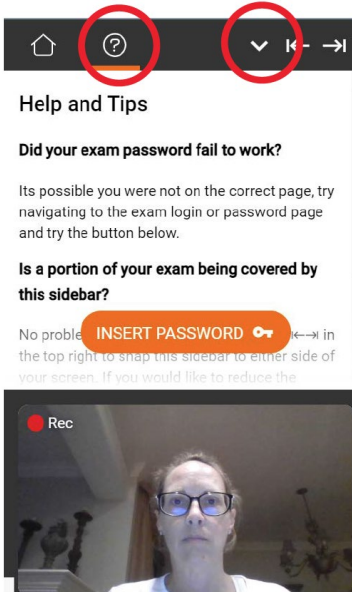 Help and Tips
Did your exam password fail to work?
Its possible you were not on the correct page, try
navigating to the exam login or password page
and try the button below.
Is a portion of your exam being covered by
this sidebar?
No proble INSERT PASSWORD in
the top right to snap this sidebar to either side of
your screen. If you would like to reduce the
Rec